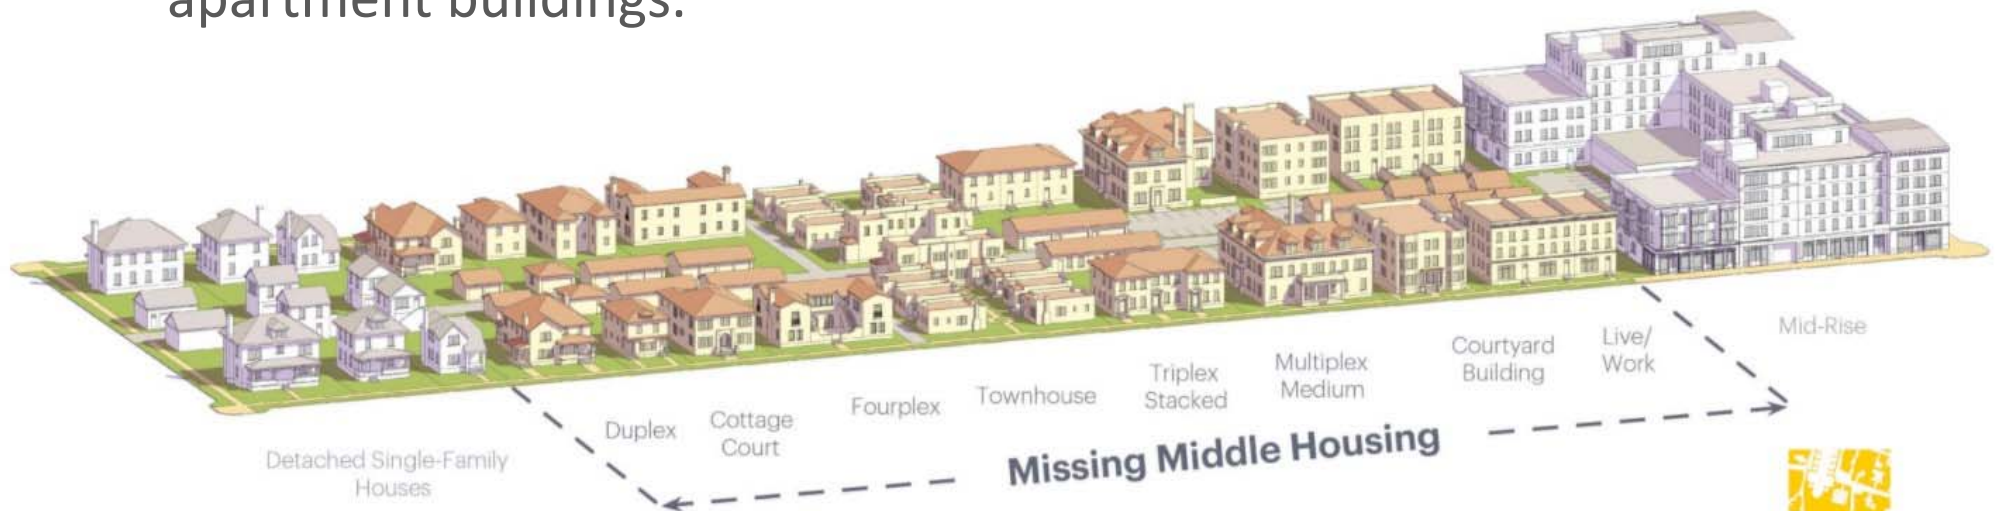 apartment buildings.
Detached Single-Family
Houses
Duplex
Cottage
Court
Fourplex
Townhouse
Triplex
Stacked
Multiplex
Medium
Courtyard
Building
Live/
Work
Mid-Rise
Missing Middle Housing